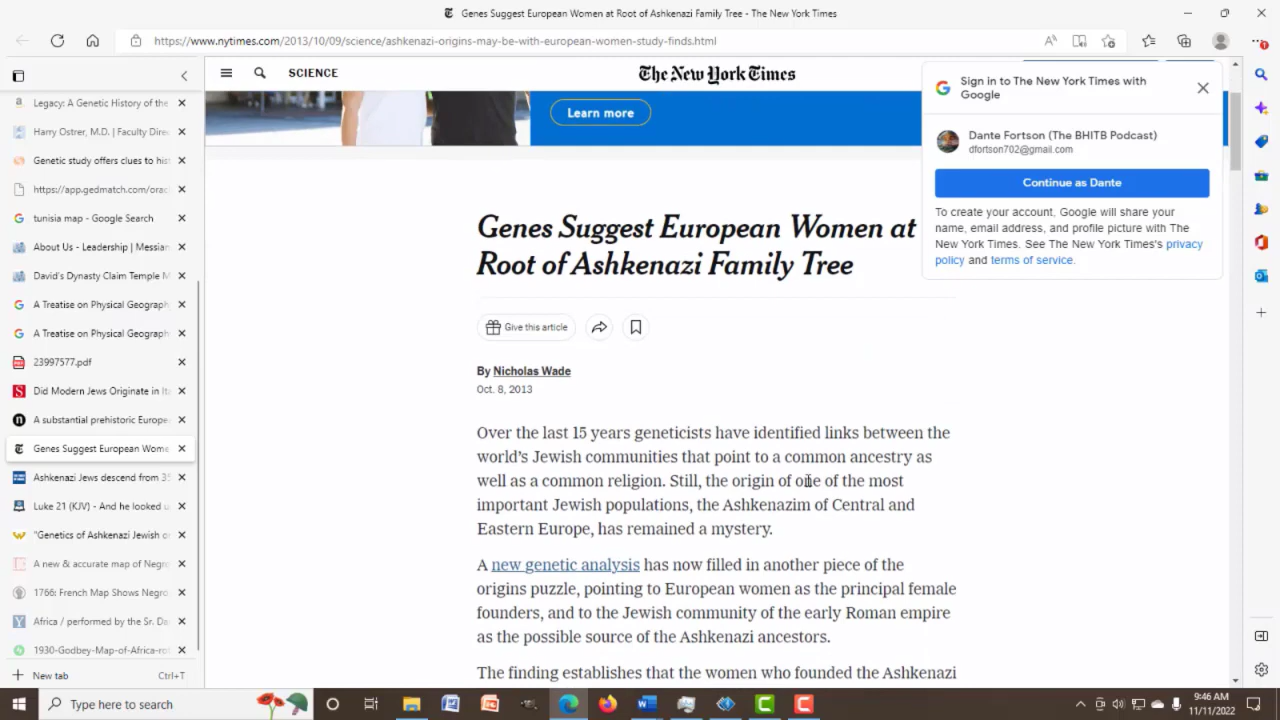 Genes Suggest European Women at Root of Ashkenazi Family Tree - The New York Times
https://www.nytimes.com/2013/10/09/science/ashkenazi-origins-may-be-with-european-women-study-finds.html
Legacy: A Genetic History of the
Harry Ostrer, M.D. | Faculty Dire
Genetic study offers clues to his
https://app.gedmatch.com/orac
tunisia map - Google Search
About Us - Leadership | Messian
David's Dynasty Claim Temple M
A Treatise on Physical Geograph
A Treatise on Physical Geograph
23997577.pdf
Did Modern Jews Originate in Ita
A substantial prehistoric Europe
Genes Suggest European Wome
Ashkenazi Jews descend from 35
Luke 21 (KJV) - And he looked u
"Genetics of Ashkenazi Jewish or
A new & accurate map of Negro
1766: French Map Shows Negro
Africa / performed by the Sr. Da
1930-Godbey-Map-of-Africa-ro
New tab Ctrl+T
SCIENCE
The New York Times
Learn more
Sign in to The New York Times with
Google
Dante Fortson (The BHITB Podcast)
dfortson702@gmail.com
Continue as Dante
To create your account, Google will share your
name, email address, and profile picture with The
New York Times. See The New York Times's privacy
policy and terms of service.
Genes Suggest European Women at
Root of Ashkenazi Family Tree
Give this article
By Nicholas Wade
Oct. 8, 2013
Over the last 15 years geneticists have identified links between the
world's Jewish communities that point to a common ancestry as
well as a common religion. Still, the origin of one of the most
important Jewish populations, the Ashkenazim of Central and
Eastern Europe, has remained a mystery.
A new genetic analysis has now filled in another piece of the
origins puzzle, pointing to European women as the principal female
founders, and to the Jewish community of the early Roman empire
as the possible source of the Ashkenazi ancestors.
The finding establishes that the women who founded the Ashkenazi
Type here to search
9:46 AM
11/11/2022